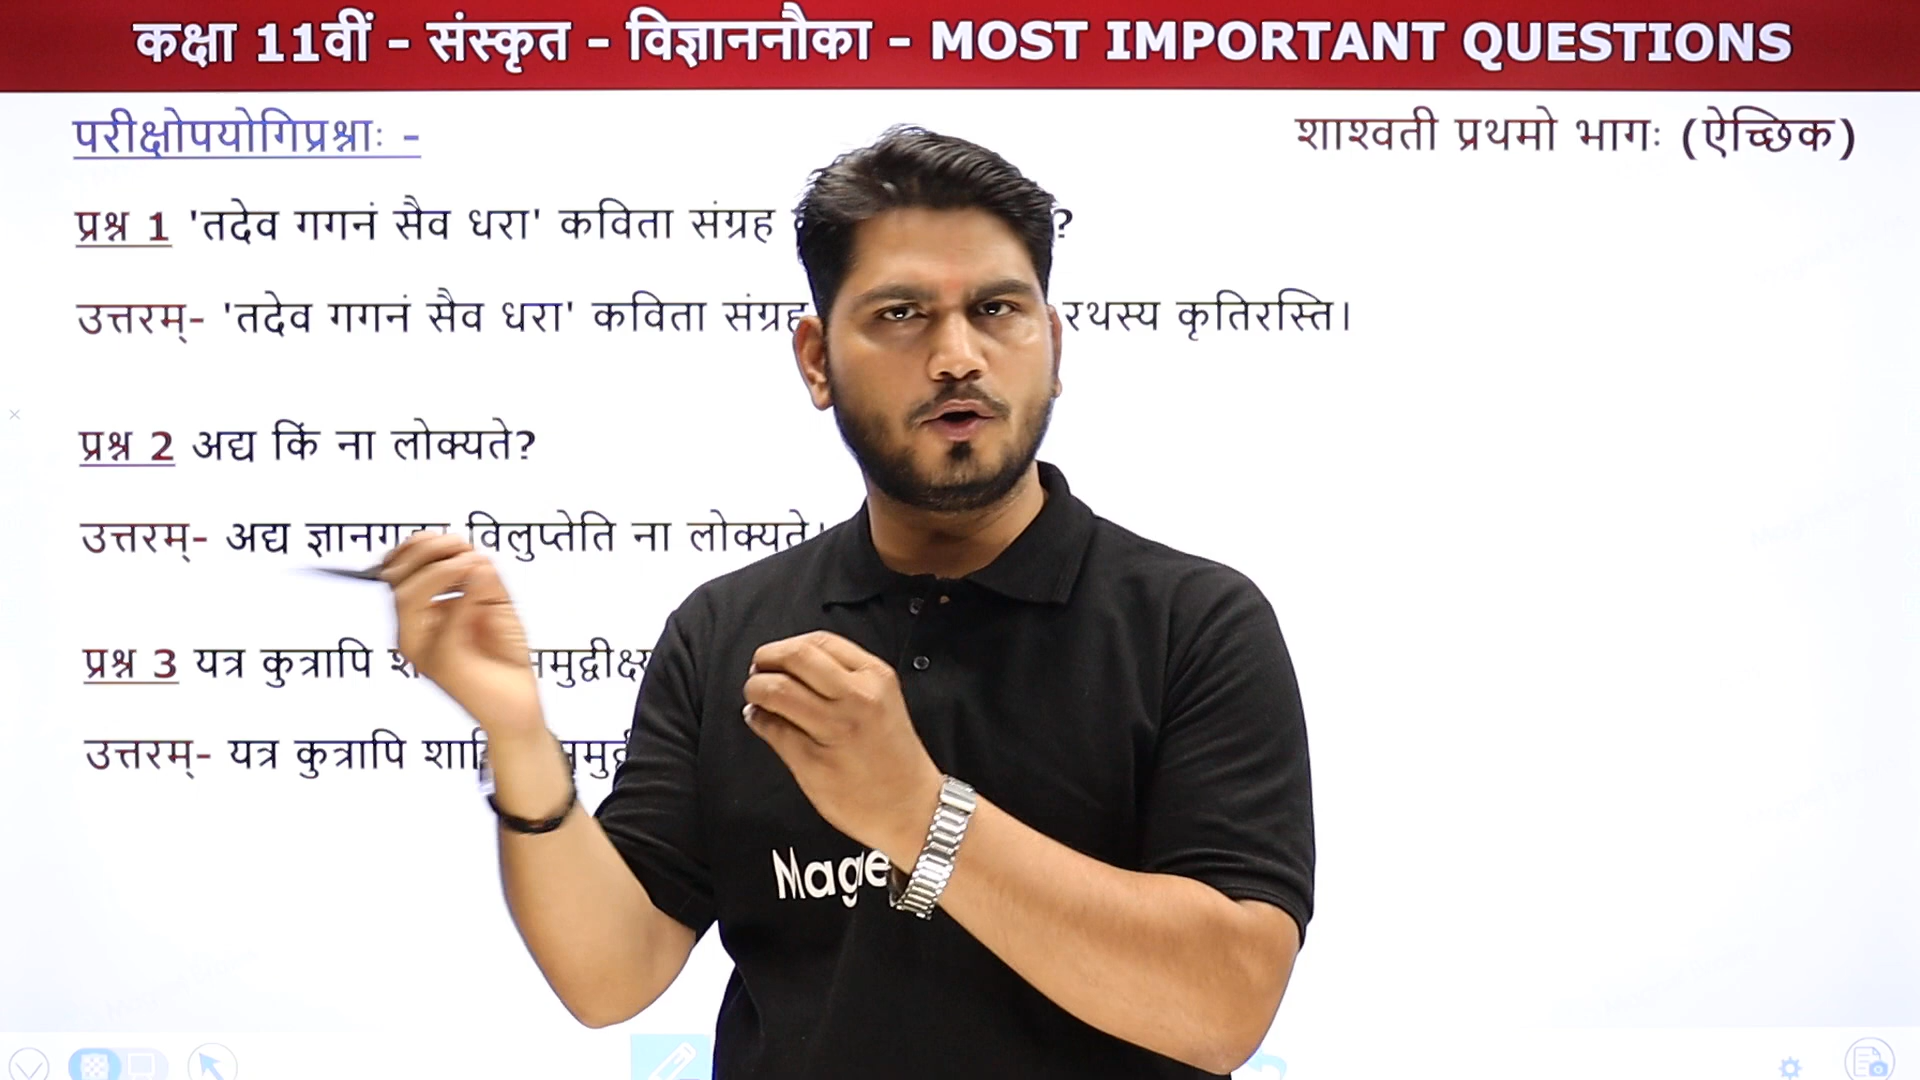 कक्षा 11वीं - संस्कृत - विज्ञाननौका - MOST IMPORTANT QUESTIONS
परीक्षोपयोगिप्रश्नाः -
शाश्वती प्रथमो भागः (ऐच्छिक)
प्रश्न 1 'तदेव गगनं सैव धरा' कविता संग्रह ?
उत्तरम्- 'तदेव गगनं सैव धरा' कविता संग्रह रथस्य कृतिरस्ति।
प्रश्न 2 अद्य किं ना लोक्यते?
उत्तरम्- अद्य विलुप्तेति ना लोक्यते।
प्रश्न 3 यत्र कुत्रापि
उत्तरम्- यत्र कुत्रापि